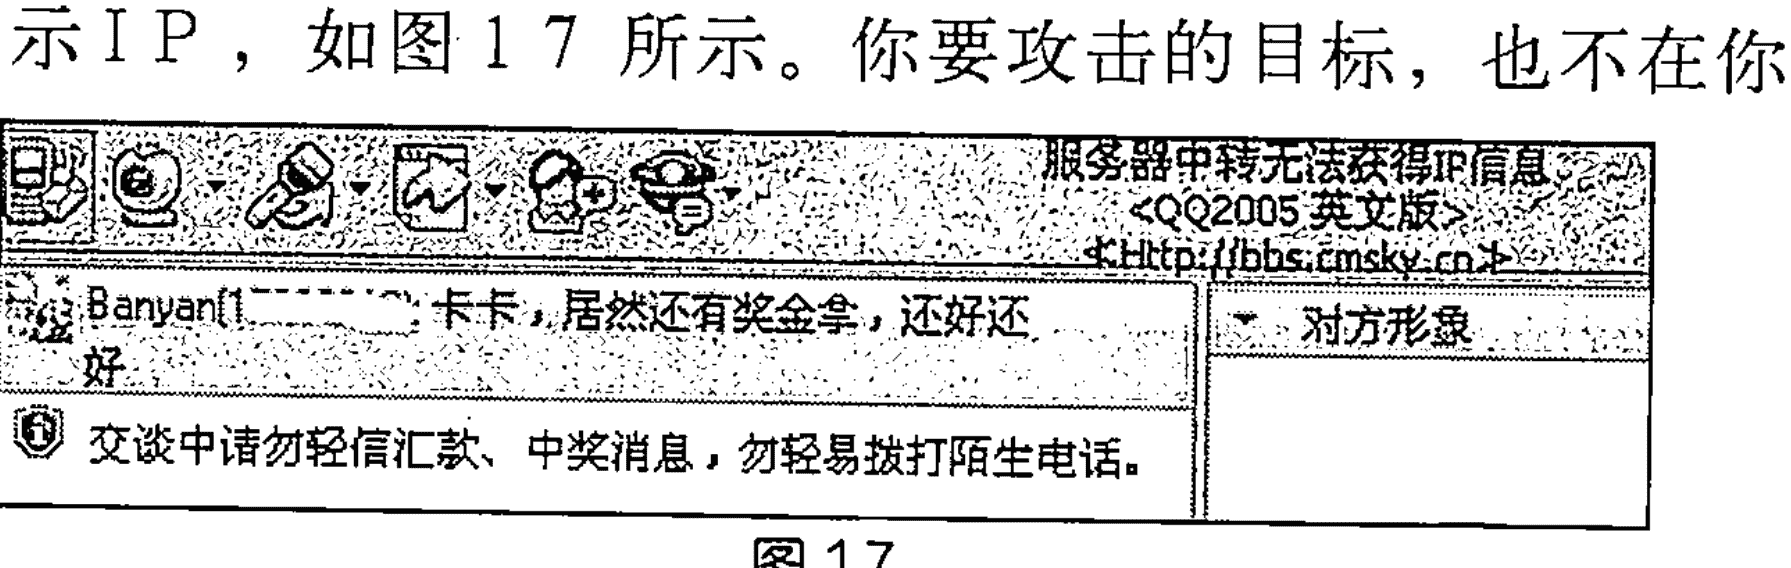 示IP，如图17 所示。你要攻击的目标，也不在你
服务器中转无法获得IP信息
<QQ2005 英文版>
<Http://bbs.cmsky.cn>
Banyan(1 卡卡，居然还有奖金拿，还好还
好
对方形象
交谈中请勿轻信汇款、中奖消息，勿轻易拨打陌生电话。
图 17